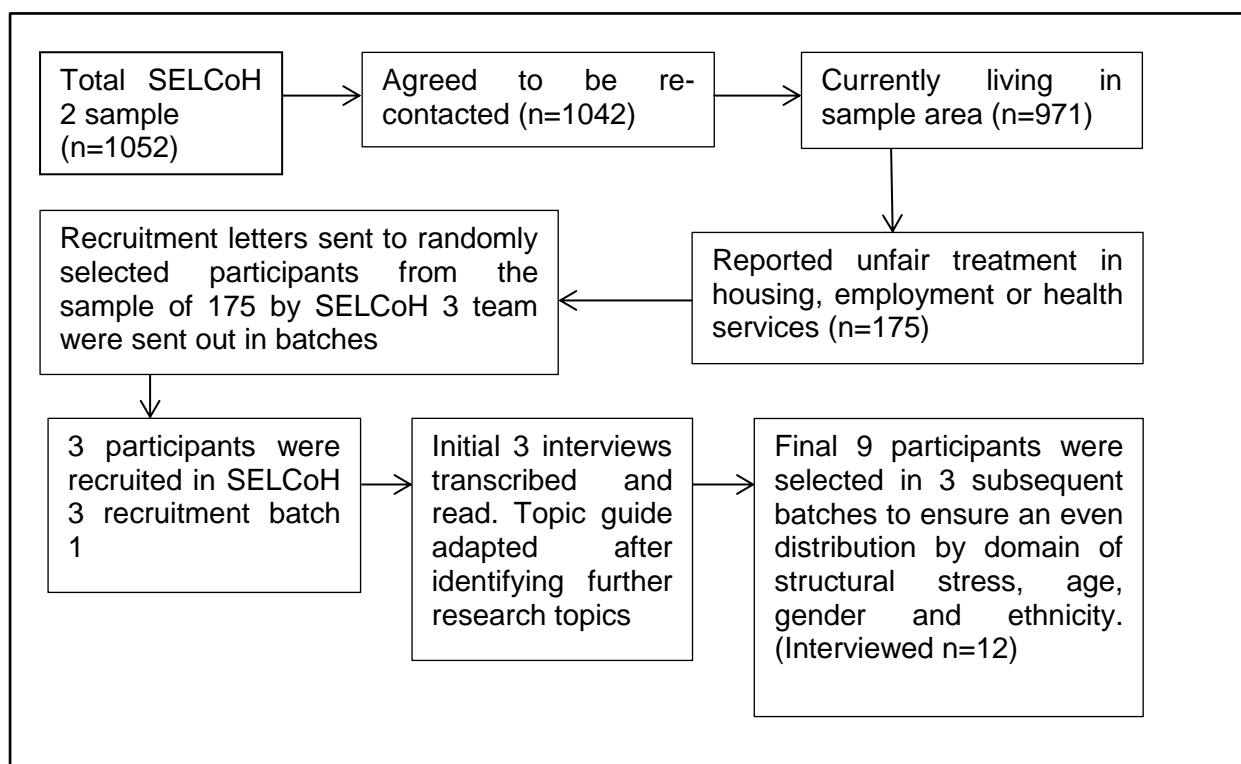 Total SELCoH
2 sample
(n=1052)
Agreed to be re-
contacted (n=1042)
Currently living in
sample area (n=971)
Reported unfair treatment in
housing, employment or health
services (n=175)
Recruitment letters sent to randomly
selected participants from the
sample of 175 by SELCoH 3 team
were sent out in batches
3 participants were
recruited in SELCoH
3 recruitment batch
1
Initial 3 interviews
transcribed and
read. Topic guide
adapted after
identifying further
research topics
Final 9 participants were
selected in 3 subsequent
batches to ensure an even
distribution by domain of
structural stress, age,
gender and ethnicity.
(Interviewed n=12)